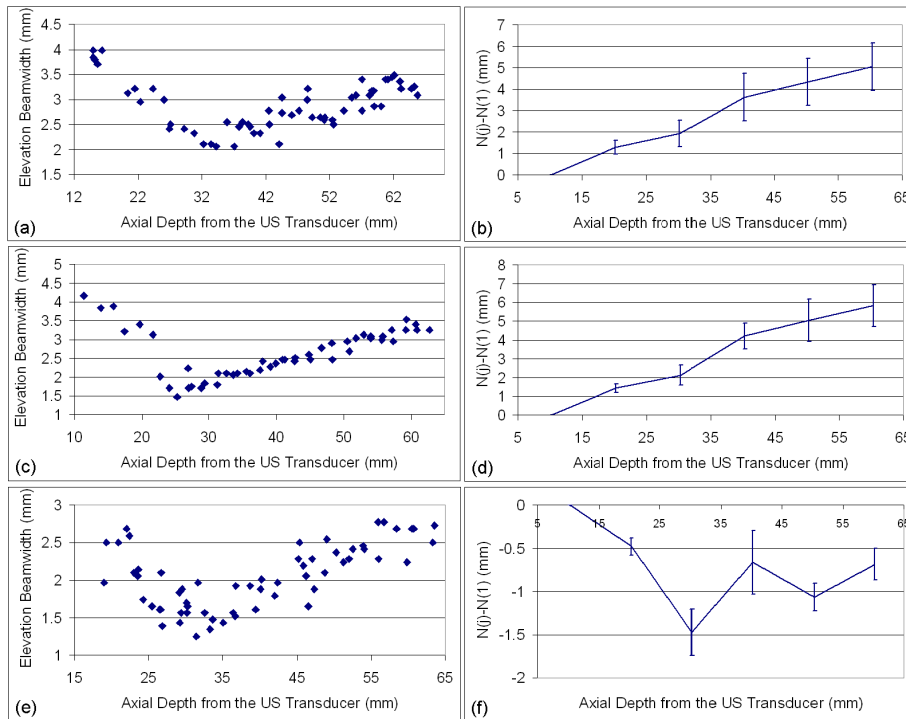 Elevation Beamwidth (mm)
4.5
4
3.5
3
2.5
2
1.5
12 22 32 42 52 62
Axial Depth from the US Transducer (mm)
(a)
N(j)-N(1) (mm)
7
6
5
4
3
2
1
0
5 15 25 35 45 55 65
Axial Depth from the US Transducer (mm)
(b)
Elevation Beamwidth (mm)
5
4.5
4
3.5
3
2.5
2
1.5
1
10 20 30 40 50 60
Axial Depth from the US Transducer (mm)
(c)
N(j)-N(1) (mm)
8
7
6
5
4
3
2
1
0
5 15 25 35 45 55 65
Axial Depth from the US Transducer (mm)
(d)
Elevation Beamwidth (mm)
3
2.5
2
1.5
1
15 25 35 45 55 65
Axial Depth from the US Transducer (mm)
(e)
N(j)-N(1) (mm)
0
-0.5
-1
-1.5
-2
5 15 25 35 45 55 65
Axial Depth from the US Transducer (mm)
(f)